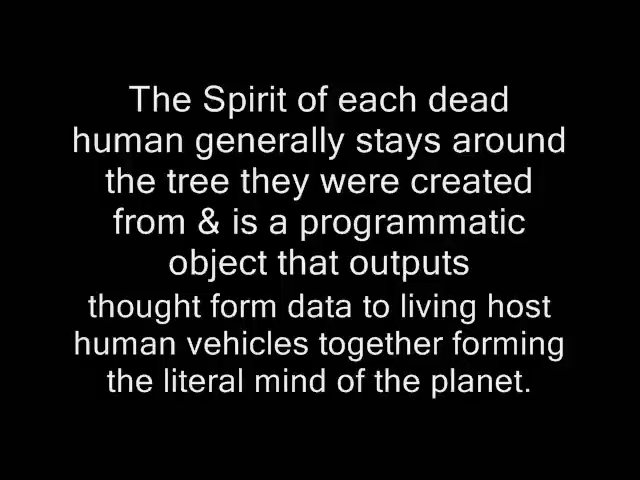 The Spirit of each dead
human generally stays around
the tree they were created
from & is a programmatic
object that outputs
thought form data to living host
human vehicles together forming
the literal mind of the planet.